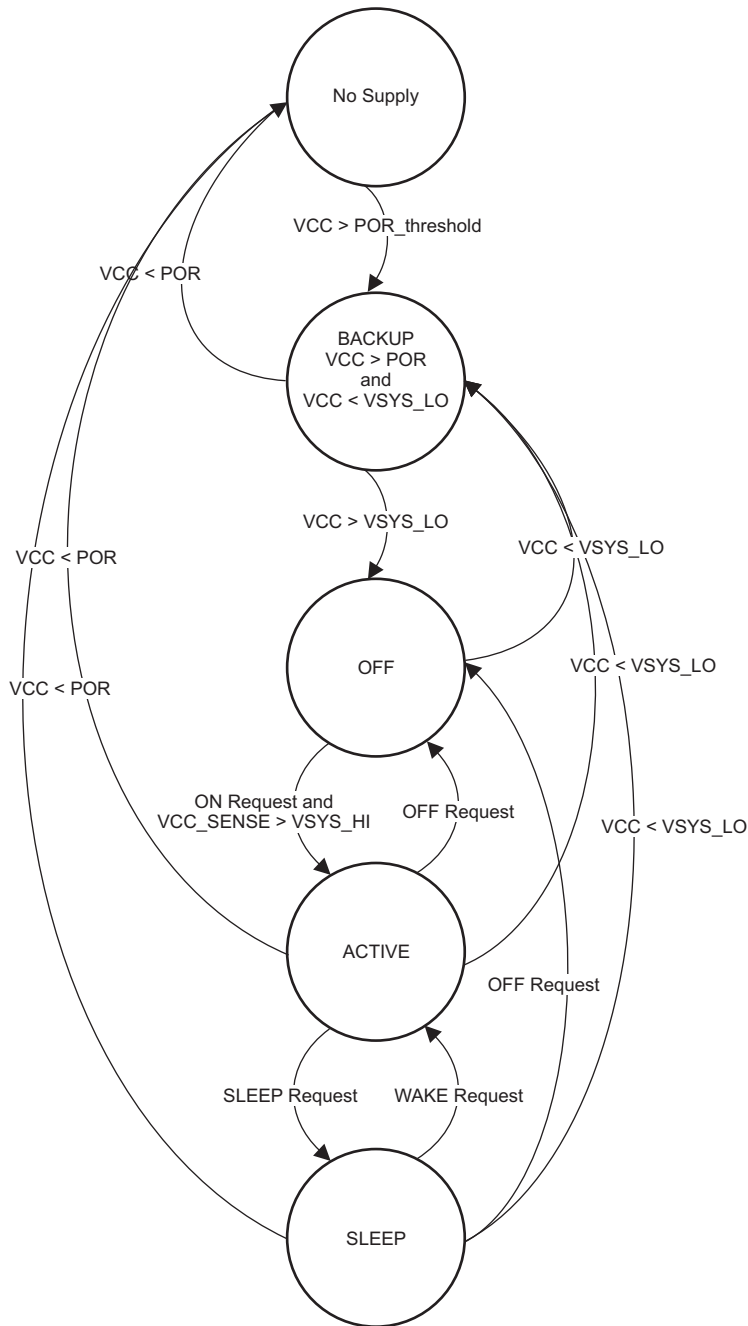 No Supply
VCC > POR_threshold
VCC < POR
BACKUP
VCC > POR
and
VCC < VSYS_LO
VCC > VSYS_LO
VCC < VSYS_LO
VCC < POR
OFF
VCC < VSYS_LO
VCC < POR
ON Request and
VCC_SENSE > VSYS_HI
OFF Request
VCC < VSYS_LO
ACTIVE
OFF Request
SLEEP Request
WAKE Request
SLEEP